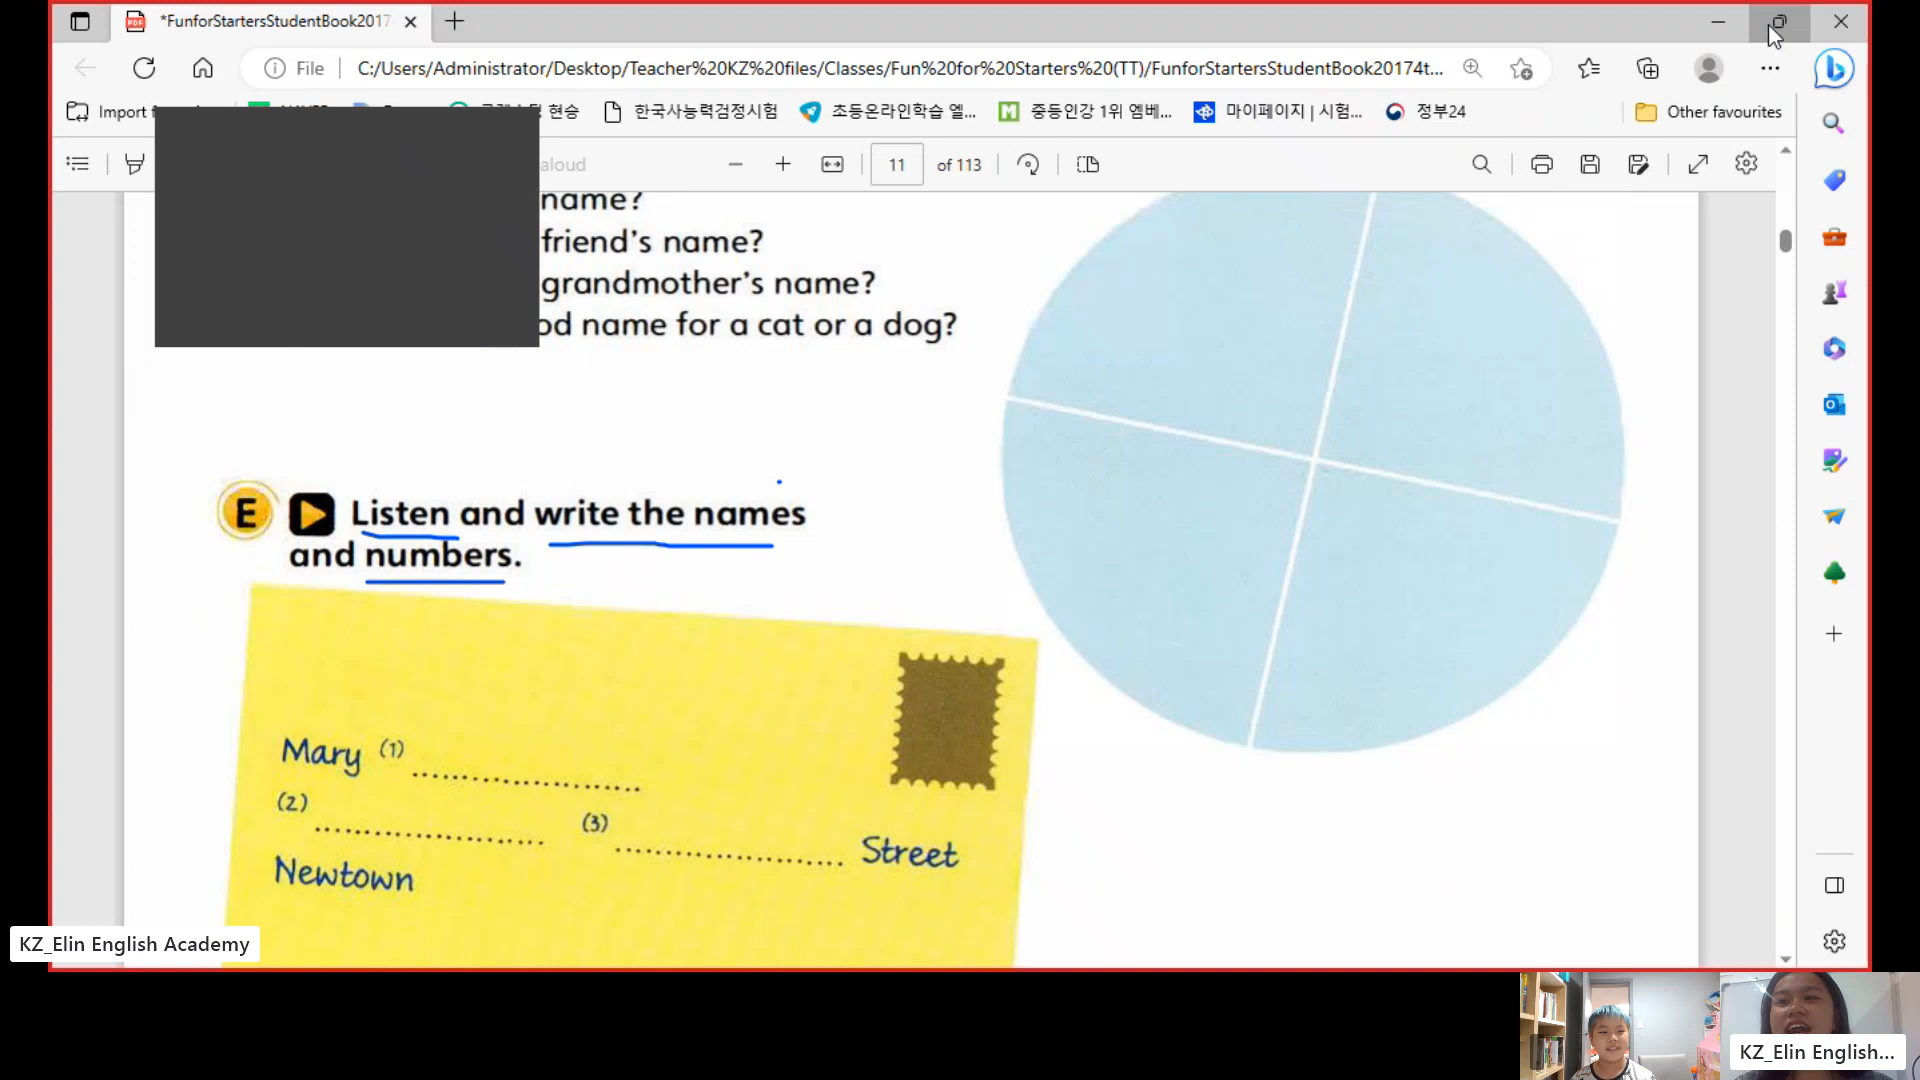 *FunforStartersStudentBook2017
File
C:/Users/Administrator/Desktop/Teacher%20KZ%20files/Classes/Fun%20for%20Starters%20(TT)/FunforStartersStudentBook20174t...
Import
현승
한국사능력검정시험
초등온라인학습 엘...
중등인강 1위 엠베...
마이페이지 | 시험...
정부24
Other favourites
aloud
11 of 113
name?
friend's name?
grandmother's name?
od name for a cat or a dog?
E Listen and write the names
and numbers.
Mary (1)
(2) (3) Street
Newtown
KZ_Elin English Academy
KZ_Elin English...